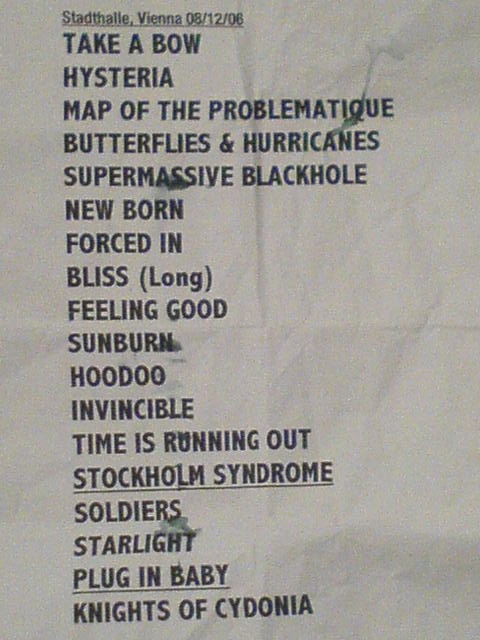 Stadthalle, Vienna 08/12/06
TAKE A BOW
HYSTERIA
MAP OF THE PROBLEMATIQUE
BUTTERFLIES & HURRICANES
SUPERMASSIVE BLACKHOLE
NEW BORN
FORCED IN
BLISS (Long)
FEELING GOOD
SUNBURN
HOODOO
INVINCIBLE
TIME IS RUNNING OUT
STOCKHOLM SYNDROME
SOLDIERS
STARLIGHT
PLUG IN BABY
KNIGHTS OF CYDONIA